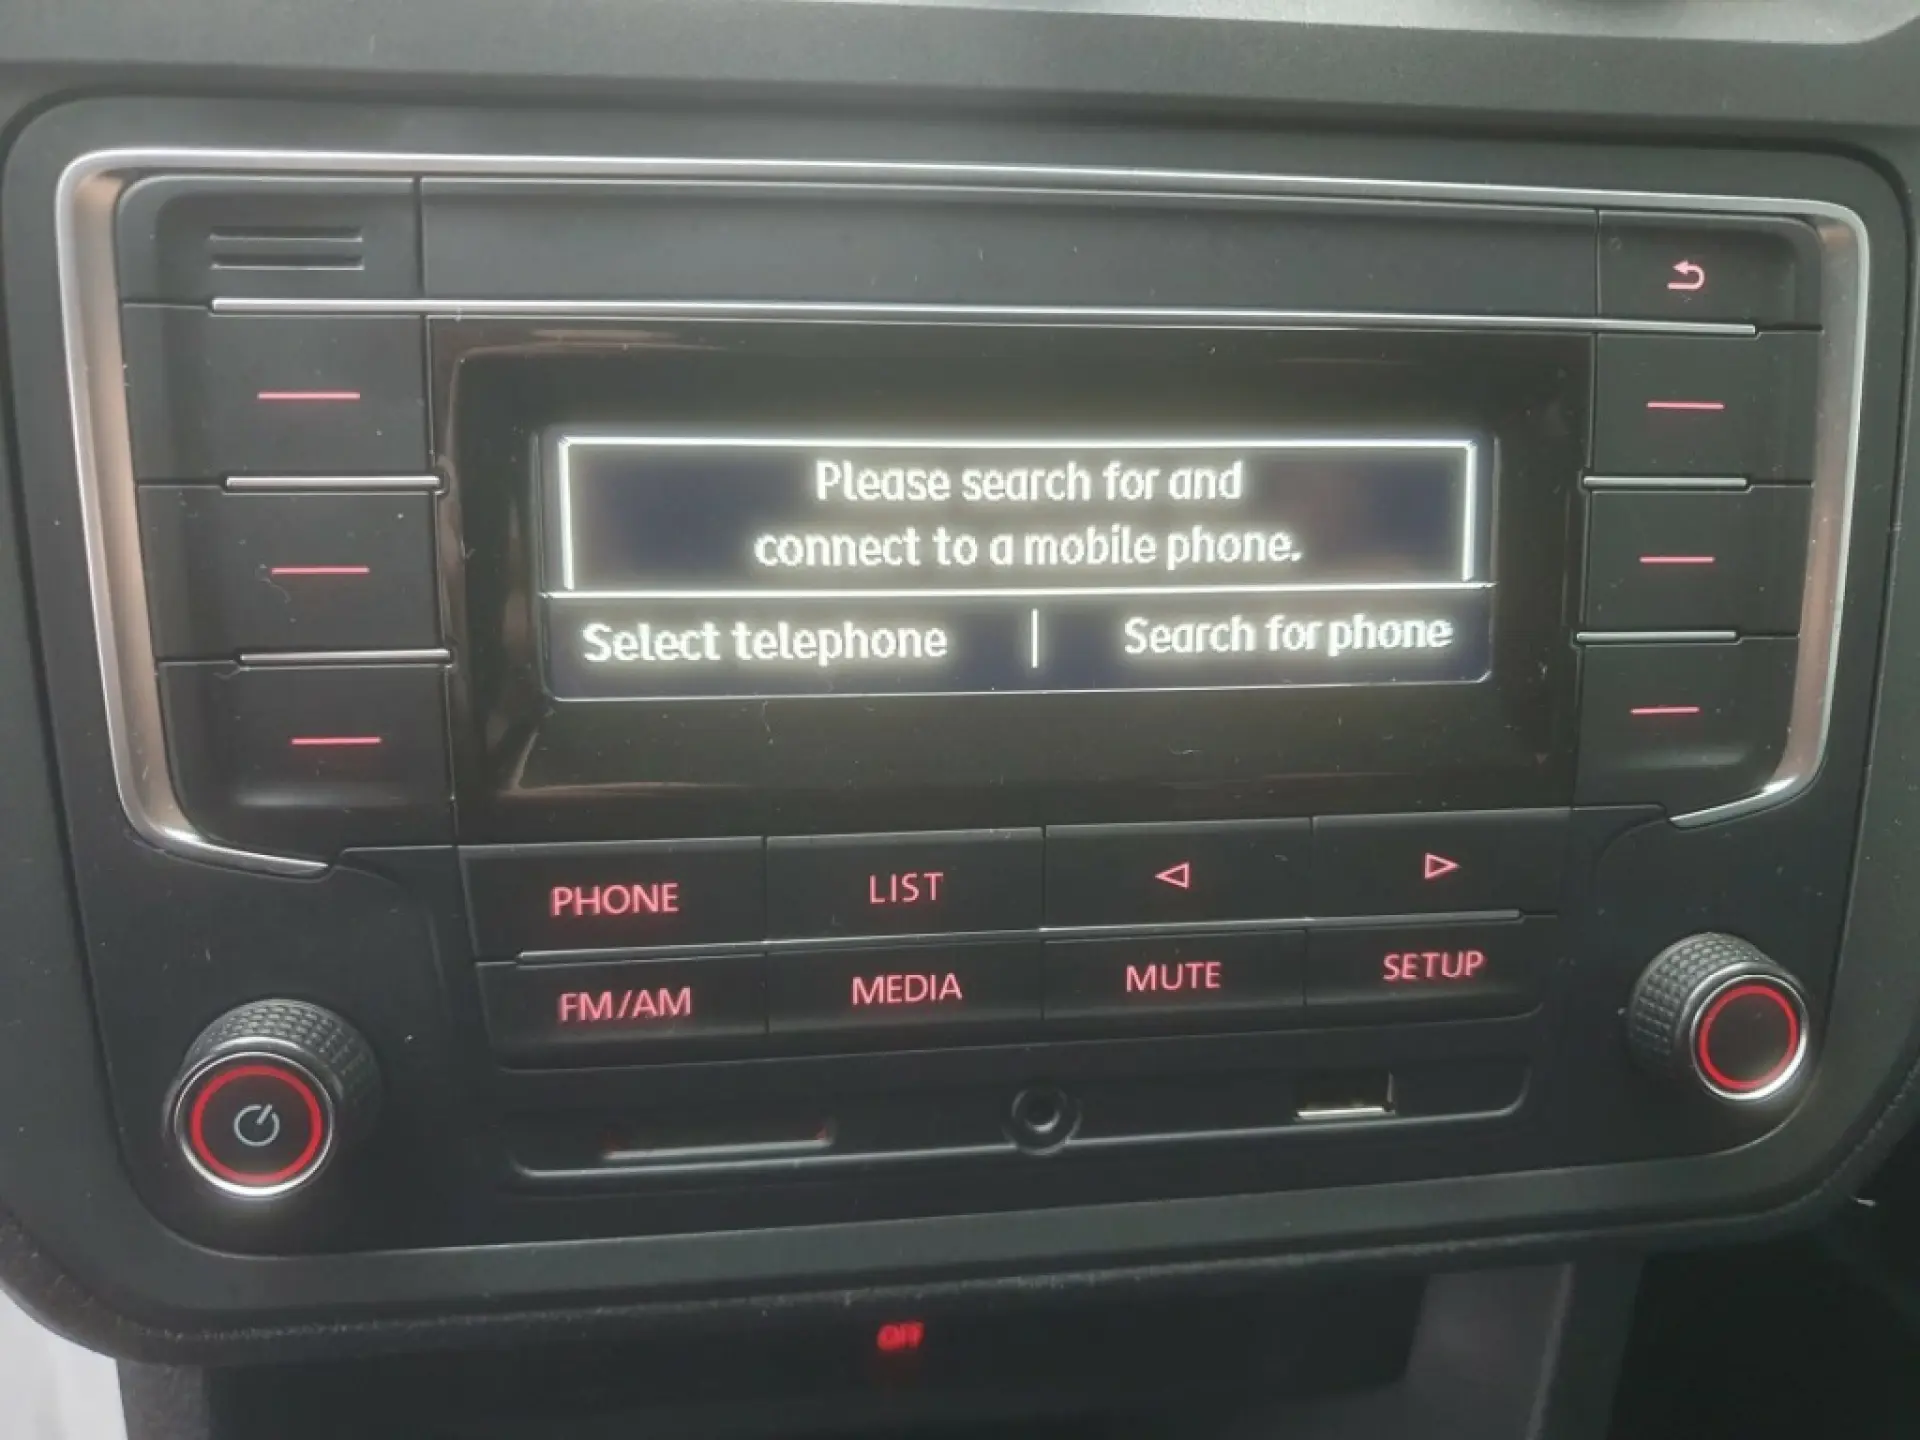 Please search for and
connect to a mobile phone.
Select telephone | Search for phone
PHONE LIST
FM/AM MEDIA MUTE SETUP
OFF